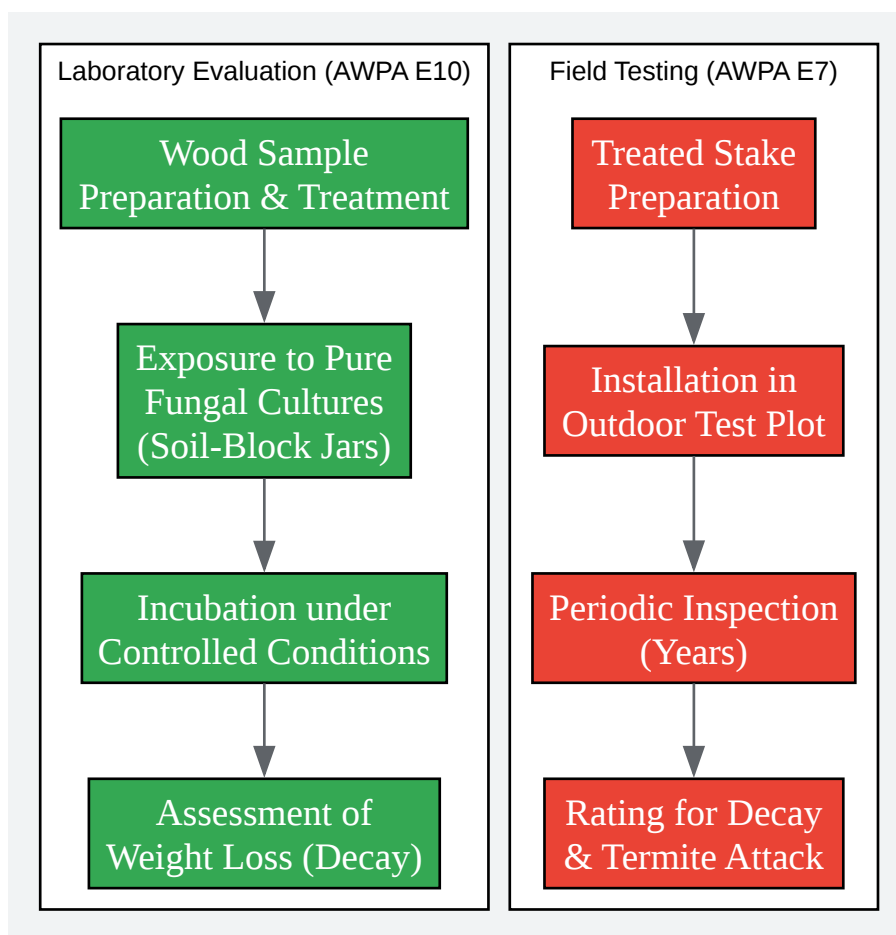 Laboratory Evaluation (AWPA E10)
Wood Sample
Preparation & Treatment
Exposure to Pure
Fungal Cultures
(Soil-Block Jars)
Incubation under
Controlled Conditions
Assessment of
Weight Loss (Decay)
Field Testing (AWPA E7)
Treated Stake
Preparation
Installation in
Outdoor Test Plot
Periodic Inspection
(Years)
Rating for Decay
& Termite Attack